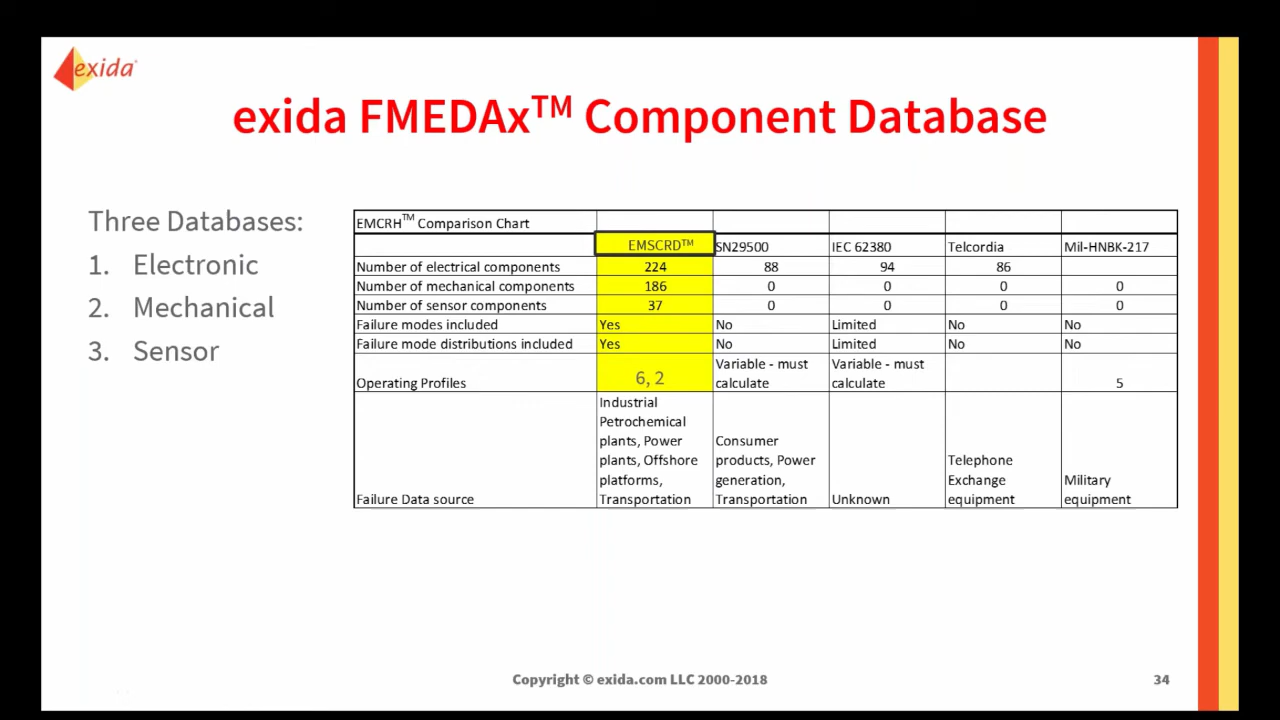 exida
exida FMEDAx™ Component Database
Three Databases:
1. Electronic
2. Mechanical
3. Sensor
EMCRH™ Comparison Chart
EMSCRD™ SN29500 IEC 62380 Telcordia Mil-HNBK-217
Number of electrical components 224 88 94 86
Number of mechanical components 186 0 0 0 0
Number of sensor components 37 0 0 0 0
Failure modes included Yes No Limited No No
Failure mode distributions included Yes No Limited No No
Variable - must Variable - must
Operating Profiles 6, 2 calculate calculate 5
Industrial
Petrochemical
plants, Power Consumer
plants, Offshore products, Power Telephone
platforms, generation, Exchange Military
Failure Data source Transportation Transportation Unknown equipment equipment
Copyright © exida.com LLC 2000-2018
34